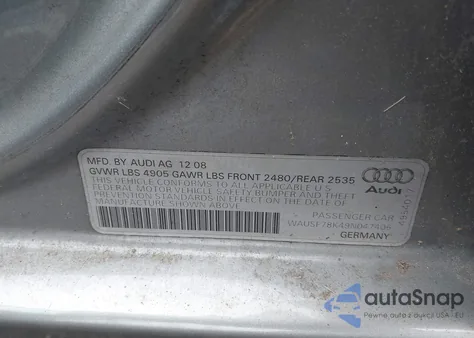 MFD. BY AUDI AG 12 08
GVWR LBS 4905 GAWR LBS FRONT 2480/REAR 2535
THIS VEHICLE CONFORMS TO ALL APPLICABLE U S
FEDERAL MOTOR VEHICLE SAFETY BUMPER AND THEFT
PREVENTION STANDARDS IN EFFECT ON THE DATE OF
MANUFACTURE SHOWN ABOVE
Audi
PASSENGER CAR
GERMANY
autoSnap